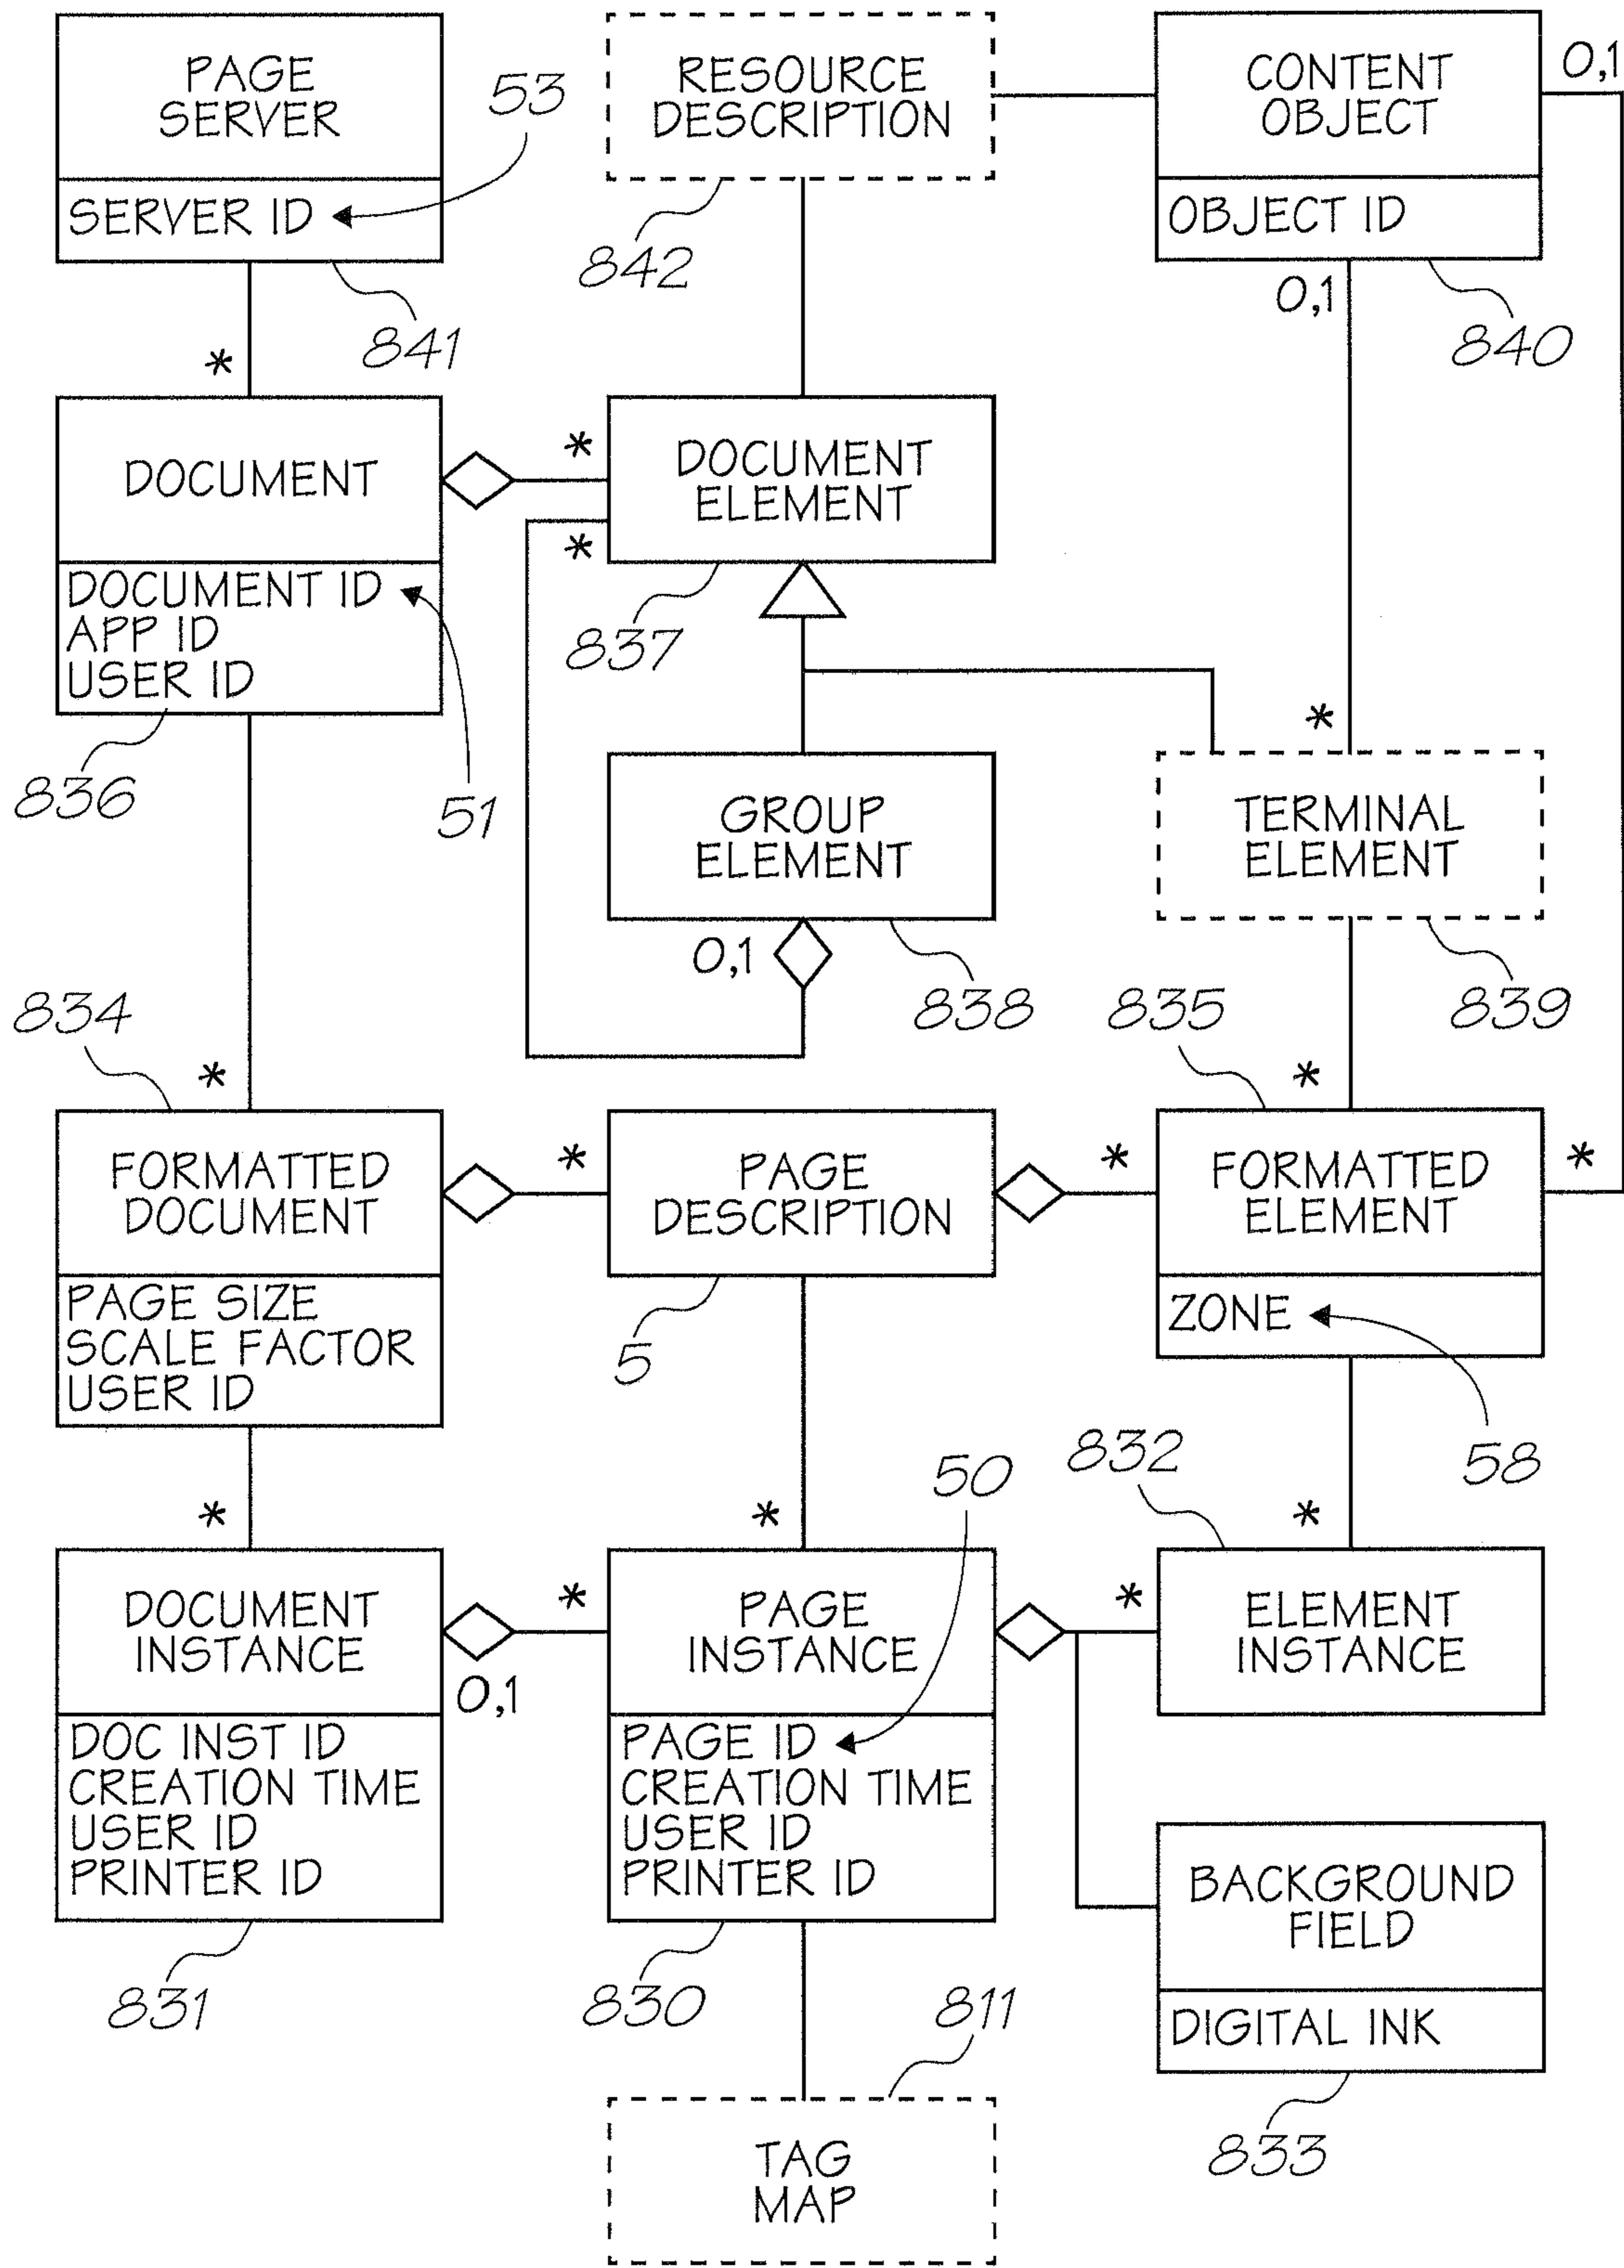 PAGE
SERVER
SERVER ID
53
841
RESOURCE
DESCRIPTION
842
CONTENT
OBJECT
OBJECT ID
0,1
0,1
840
*
DOCUMENT
DOCUMENT ID
APP ID
USER ID
836
51
*
*
DOCUMENT
ELEMENT
837
GROUP
ELEMENT
0,1
838
*
TERMINAL
ELEMENT
839
834
*
FORMATTED
DOCUMENT
PAGE SIZE
SCALE FACTOR
USER ID
*
PAGE
DESCRIPTION
5
835
*
*
*
FORMATTED
ELEMENT
ZONE
58
*
DOCUMENT
INSTANCE
0,1
DOC INST ID
CREATION TIME
USER ID
PRINTER ID
831
*
*
50
PAGE
INSTANCE
PAGE ID
CREATION TIME
USER ID
PRINTER ID
830
832
*
*
ELEMENT
INSTANCE
BACKGROUND
FIELD
DIGITAL INK
833
811
TAG
MAP